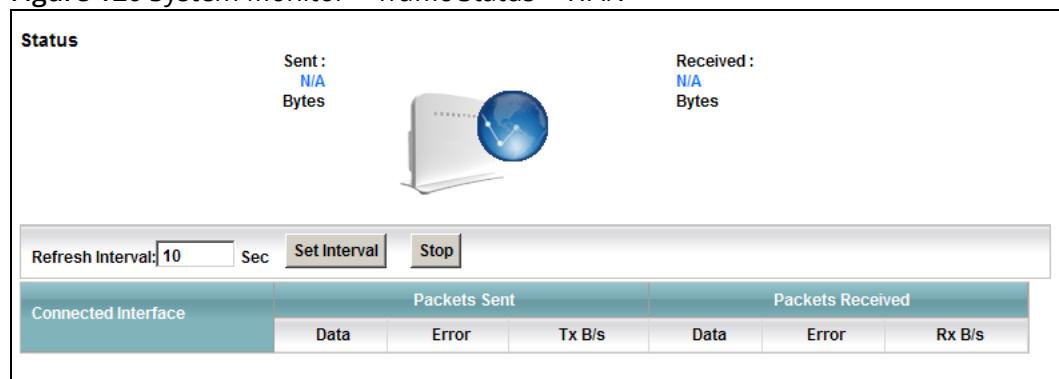 Status
Sent :
N/A
Bytes
Received :
N/A
Bytes
Refresh Interval: 10 Sec Set Interval Stop
Connected Interface Packets Sent Packets Received
Data Error Tx B/s Data Error Rx B/s